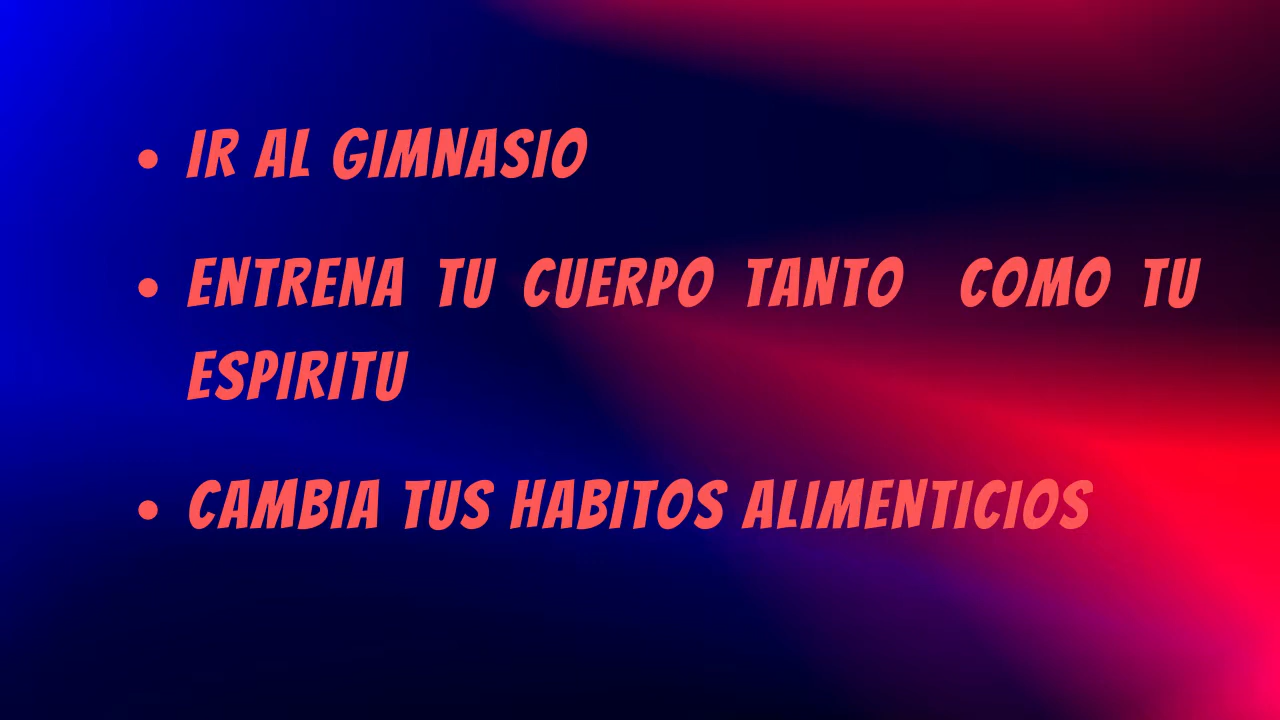 • IR AL GIMNASIO
• ENTRENA TU CUERPO TANTO COMO TU
ESPIRITU
• CAMBIA TUS HABITOS ALIMENTICIOS